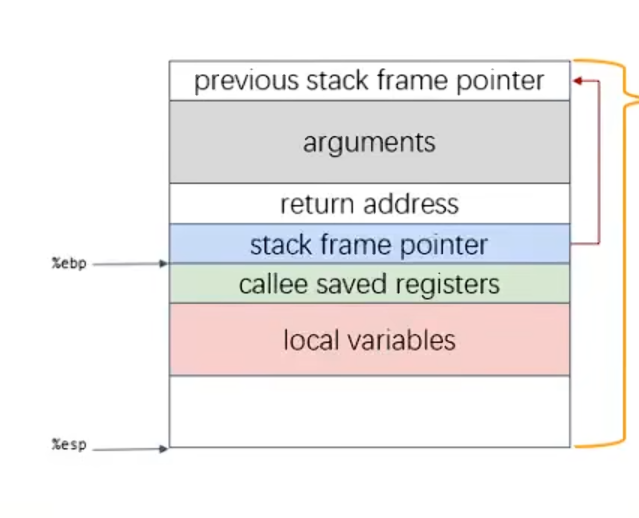 previous stack frame pointer
arguments
return address
stack frame pointer
%ebp
callee saved registers
local variables
%esp